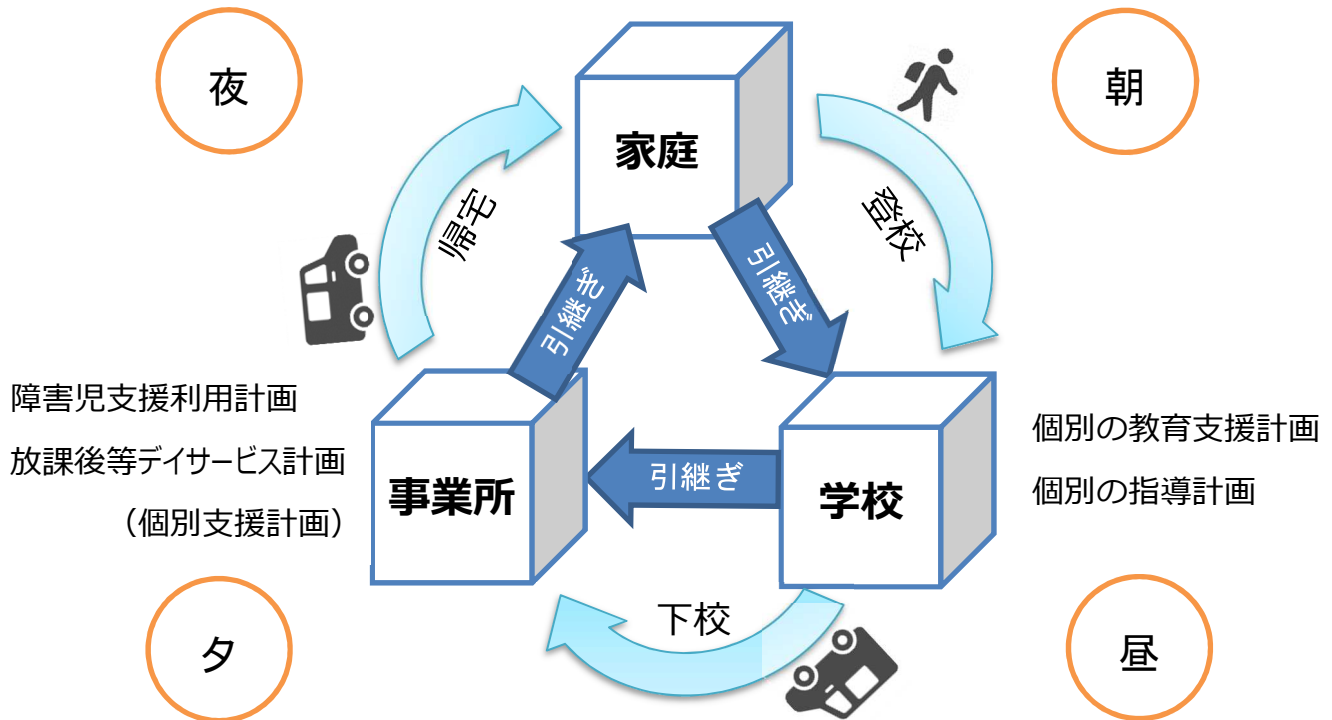 夜
朝
家庭
帰宅
登校
引継ぎ
引継ぎ
障害児支援利用計画
放課後等デイサービス計画
（個別支援計画）
事業所
引継ぎ
学校
個別の教育支援計画
個別の指導計画
下校
夕
昼